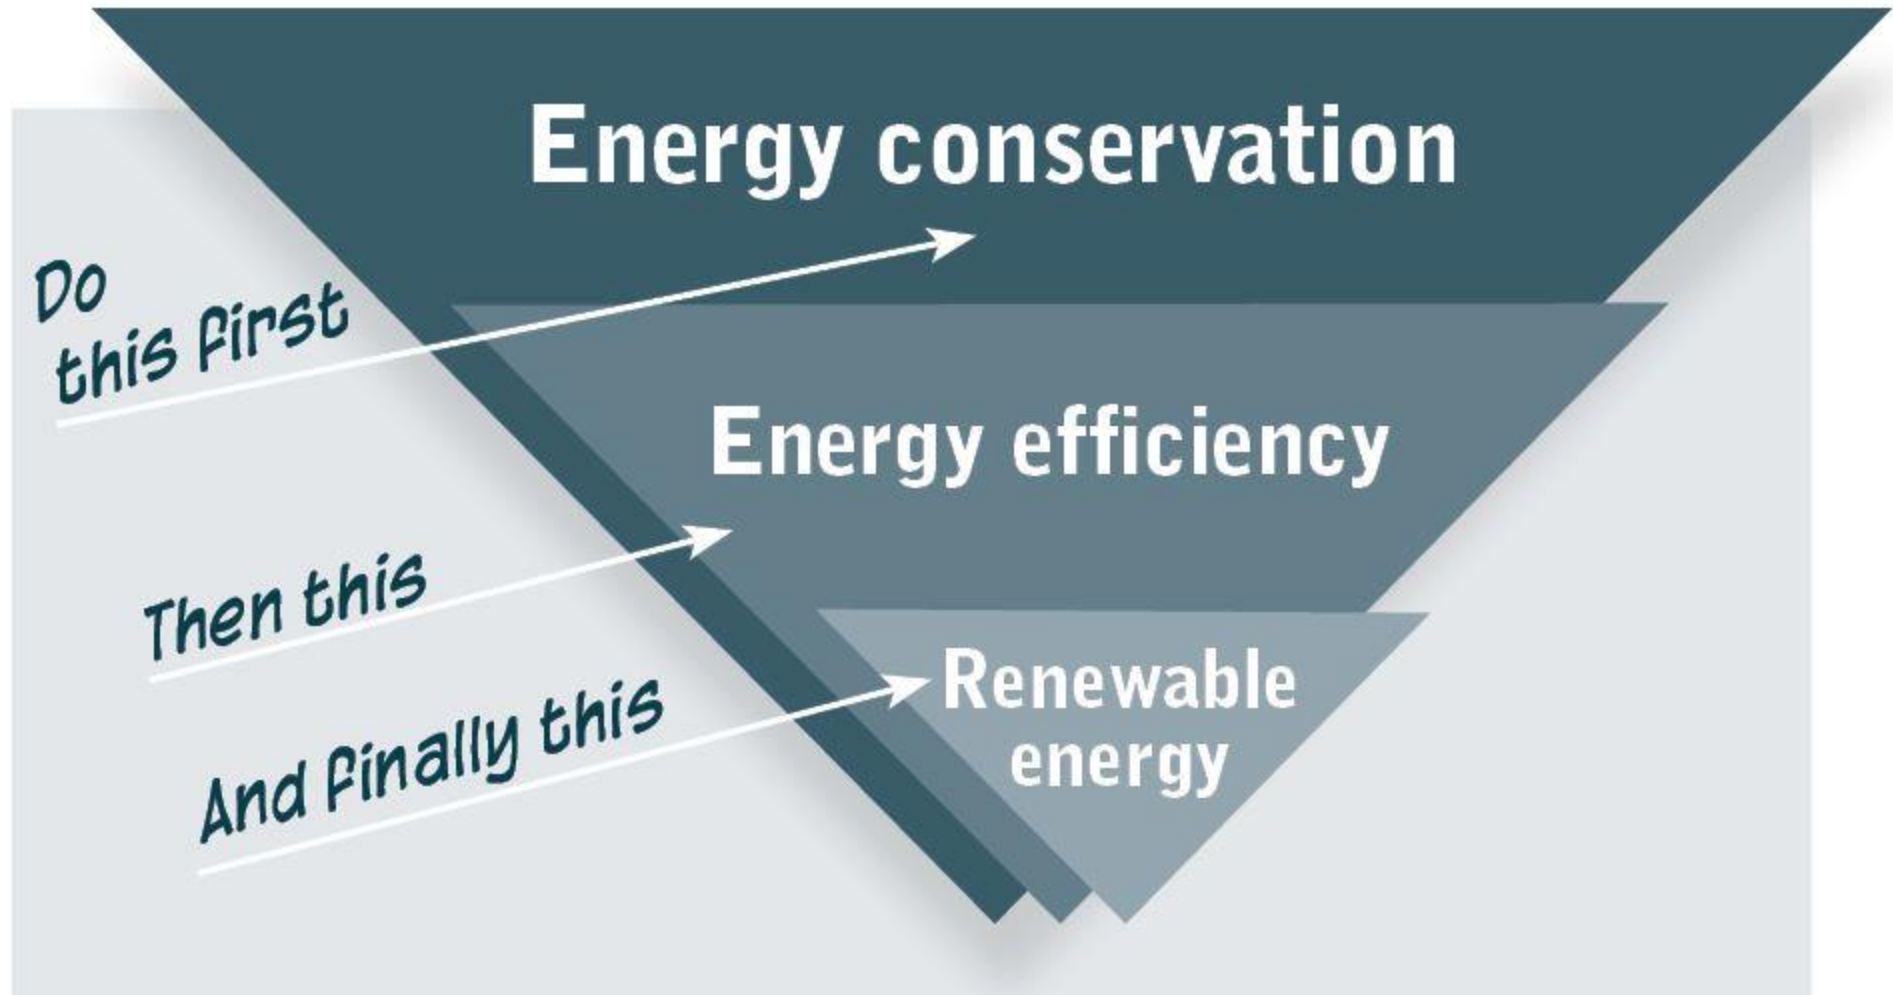 Energy conservation
Do
this first
Energy efficiency
Then this
Renewable
energy
And finally this